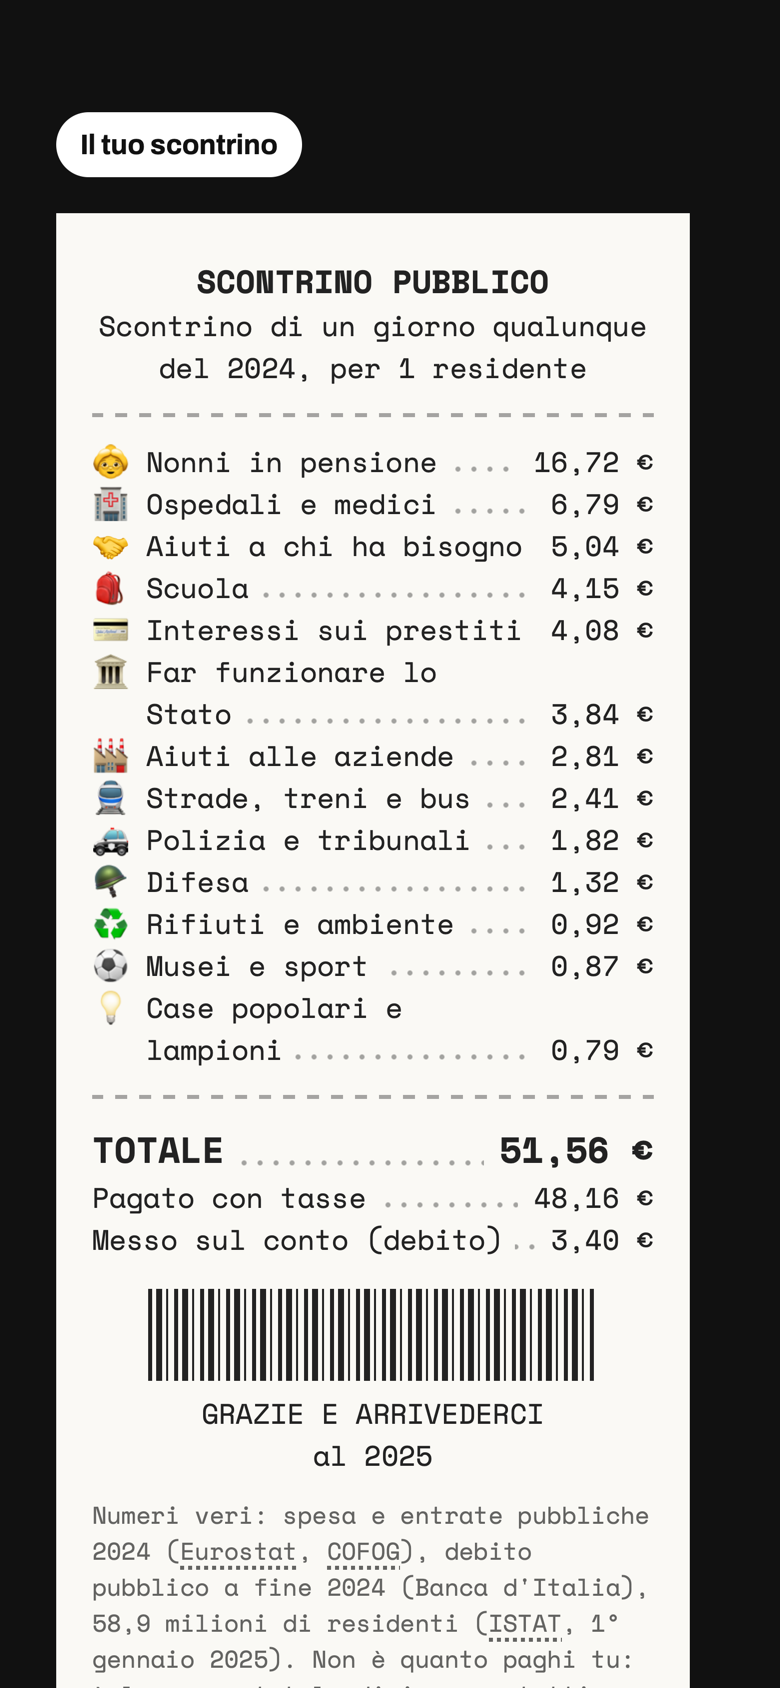 Il tuo scontrino
SCONTRINO PUBBLICO
Scontrino di un giorno qualunque
del 2024, per 1 residente
Nonni in pensione .... 16,72 €
Ospedali e medici ..... 6,79 €
Aiuti a chi ha bisogno 5,04 €
Scuola ................ 4,15 €
Interessi sui prestiti 4,08 €
Far funzionare lo
Stato ................. 3,84 €
Aiuti alle aziende .... 2,81 €
Strade, treni e bus ... 2,41 €
Polizia e tribunali ... 1,82 €
Difesa ................ 1,32 €
Rifiuti e ambiente .... 0,92 €
Musei e sport ......... 0,87 €
Case popolari e
lampioni .............. 0,79 €
TOTALE ............... 51,56 €
Pagato con tasse ........ 48,16 €
Messo sul conto (debito) .. 3,40 €
GRAZIE E ARRIVEDERCI
al 2025
Numeri veri: spesa e entrate pubbliche
2024 (Eurostat, COFOG), debito
pubblico a fine 2024 (Banca d'Italia),
58,9 milioni di residenti (ISTAT, 1°
gennaio 2025). Non è quanto paghi tu: